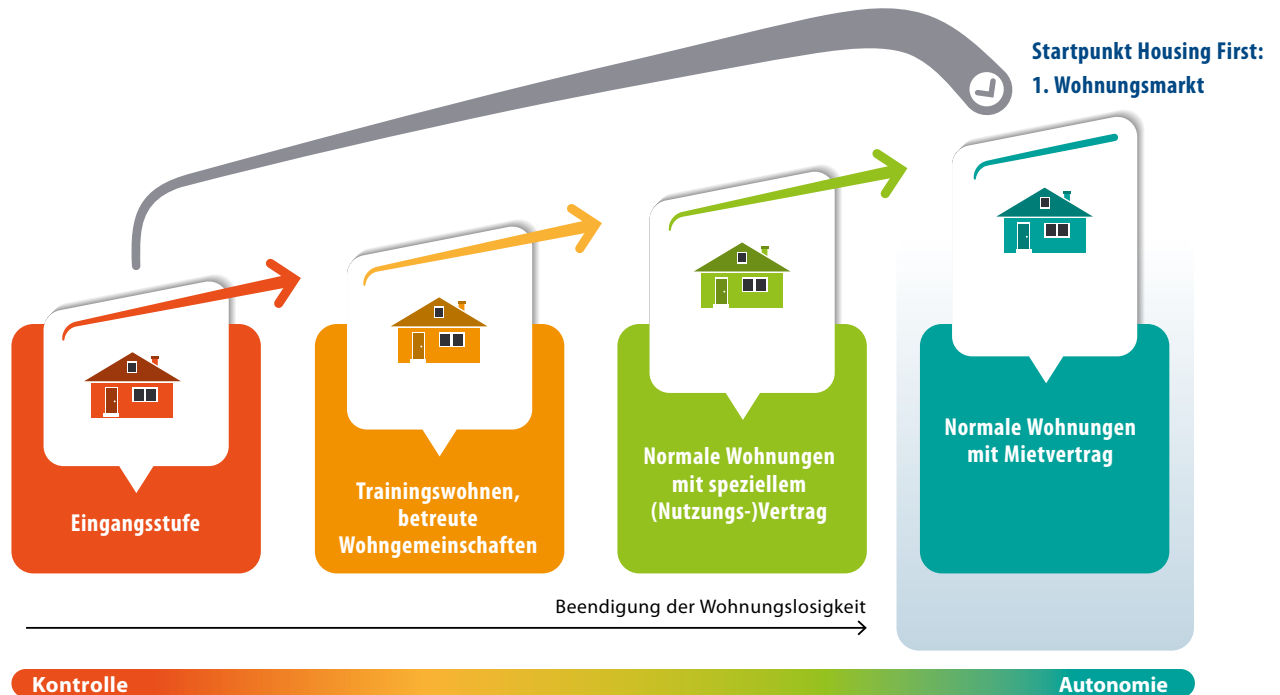 Startpunkt Housing First:
1. Wohnungsmarkt
Eingangsstufe
Trainingswohnen,
betreute
Wohngemeinschaften
Normale Wohnungen
mit speziellem
(Nutzungs-)Vertrag
Normale Wohnungen
mit Mietvertrag
Beendigung der Wohnungslosigkeit
Kontrolle
Autonomie